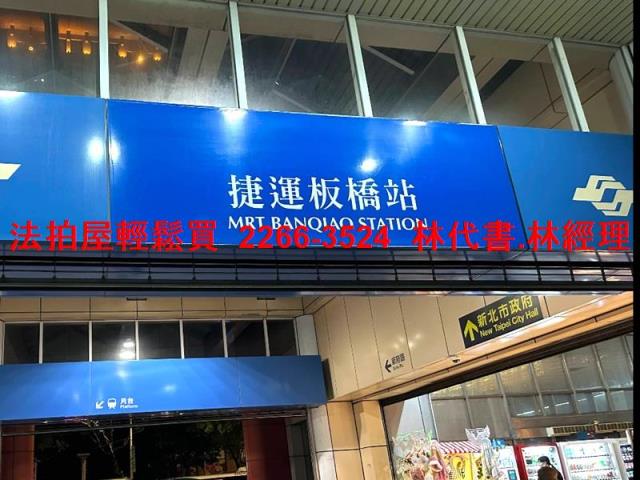 捷運板橋站
MRT BANQIAO STATION
法拍屋輕鬆買 2266-3524 林代書.林經理
新北市政府
New Taipei City Hall
月台
Platform